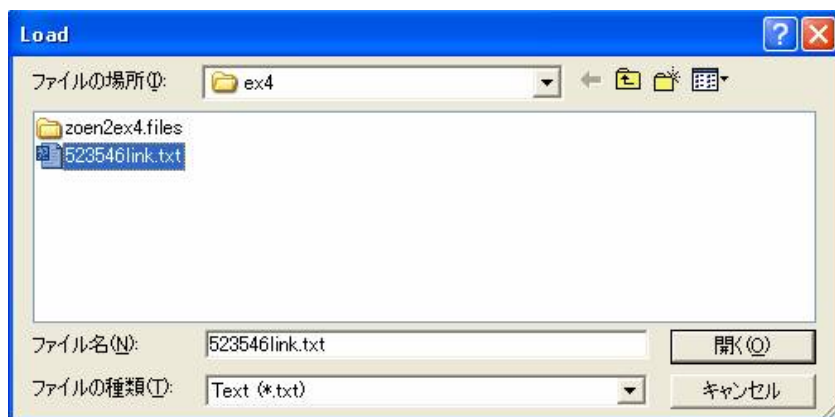 Load
ファイルの場所(I):
ex4
zoen2ex4.files
523546link.txt
ファイル名(N):
523546link.txt
開く(O)
ファイルの種類(T):
Text (*.txt)
キャンセル